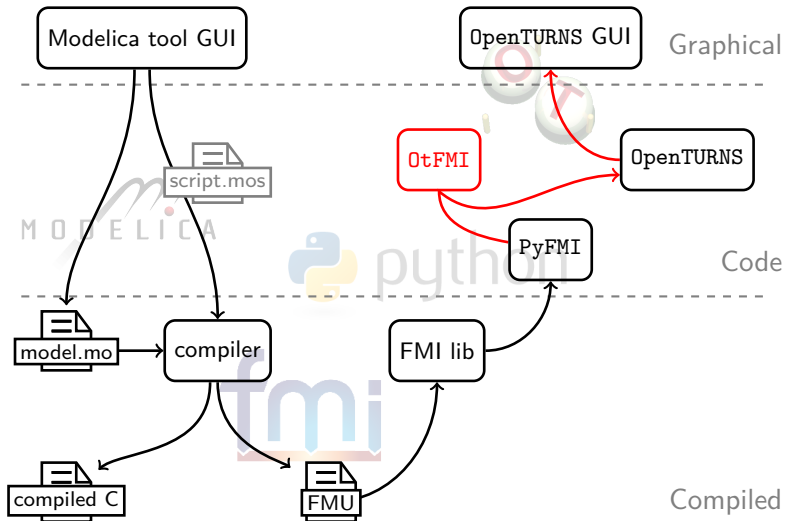 Modelica tool GUI
OpenTURNS GUI
Graphical
OT
script.mos
OtFMI
OpenTURNS
MODELICA
PyFMI
python
Code
model.mo
compiler
FMI lib
fmi
compiled C
FMU
Compiled